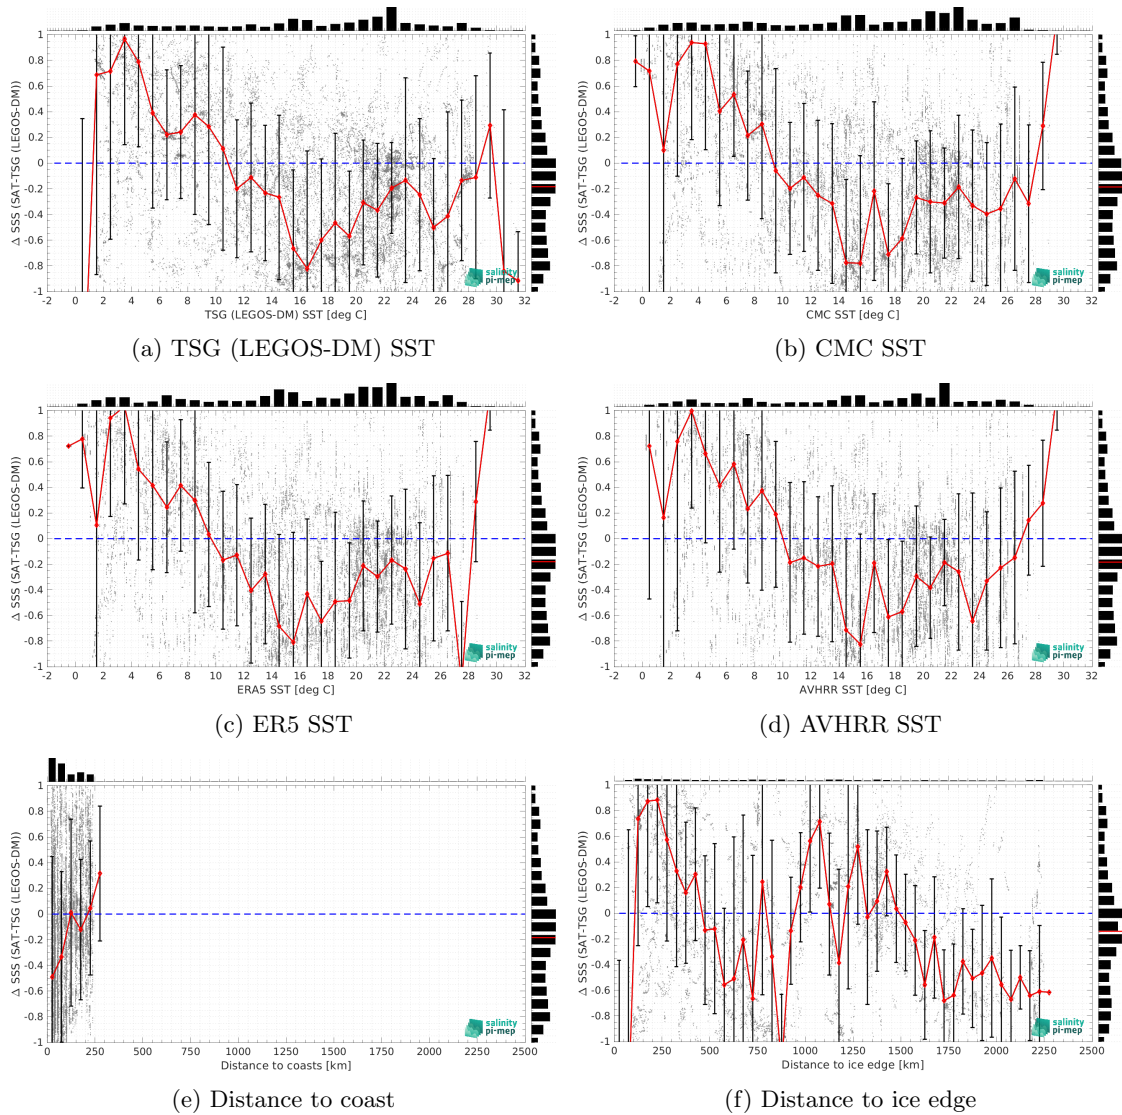 1
0.8
0.6
0.4
0.2
0
-0.2
-0.4
-0.6
-0.8
-1
Δ SSS (SAT-TSG (LEGOS-DM))
-2 0 2 4 6 8 10 12 14 16 18 20 22 24 26 28 30 32
TSG (LEGOS-DM) SST [deg C]
salinity
pi-mep
(a) TSG (LEGOS-DM) SST
1
0.8
0.6
0.4
0.2
0
-0.2
-0.4
-0.6
-0.8
-1
Δ SSS (SAT-TSG (LEGOS-DM))
-2 0 2 4 6 8 10 12 14 16 18 20 22 24 26 28 30 32
CMC SST [deg C]
salinity
pi-mep
(b) CMC SST
1
0.8
0.6
0.4
0.2
0
-0.2
-0.4
-0.6
-0.8
-1
Δ SSS (SAT-TSG (LEGOS-DM))
-2 0 2 4 6 8 10 12 14 16 18 20 22 24 26 28 30 32
ERA5 SST [deg C]
salinity
pi-mep
(c) ER5 SST
1
0.8
0.6
0.4
0.2
0
-0.2
-0.4
-0.6
-0.8
-1
Δ SSS (SAT-TSG (LEGOS-DM))
-2 0 2 4 6 8 10 12 14 16 18 20 22 24 26 28 30 32
AVHRR SST [deg C]
salinity
pi-mep
(d) AVHRR SST
1
0.8
0.6
0.4
0.2
0
-0.2
-0.4
-0.6
-0.8
-1
Δ SSS (SAT-TSG (LEGOS-DM))
0 250 500 750 1000 1250 1500 1750 2000 2250 2500
Distance to coasts [km]
salinity
pi-mep
(e) Distance to coast
1
0.8
0.6
0.4
0.2
0
-0.2
-0.4
-0.6
-0.8
-1
Δ SSS (SAT-TSG (LEGOS-DM))
0 250 500 750 1000 1250 1500 1750 2000 2250 2500
Distance to ice edge [km]
salinity
pi-mep
(f) Distance to ice edge